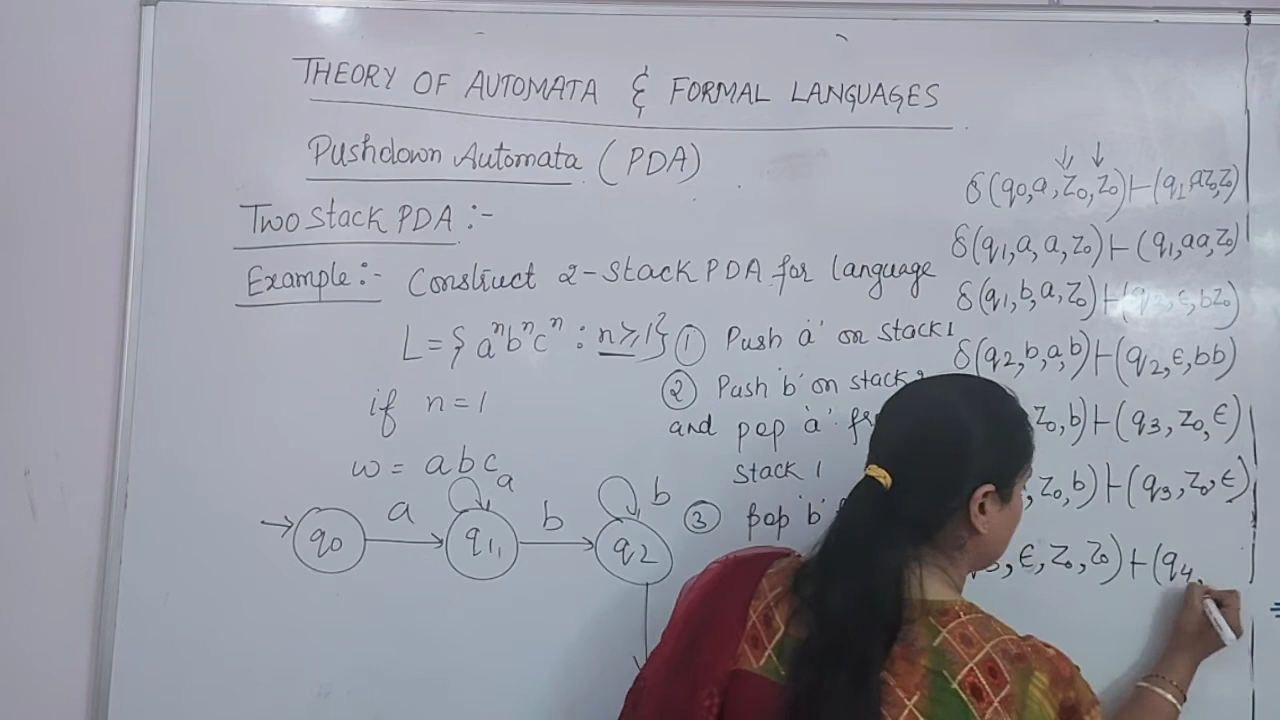 THEORY OF AUTOMATA & FORMAL LANGUAGES
Pushdown Automata (PDA)
Two Stack PDA :-
Example :- Construct 2-Stack PDA for language
L = { aⁿbⁿcⁿ : n ≥ 1 }
if n = 1
w = abc
① Push 'a' on stack 1
② Push 'b' on stack
and pop 'a'
Stack 1
③ pop 'b'
→ q0 a q1 b q2
a
b
δ(q0, a, Z0, Z0) ⊢ (q1, aZ0, Z0)
δ(q1, a, a, Z0) ⊢ (q1, aa, Z0)
δ(q1, b, a, Z0) ⊢ (q2, ε, bZ0)
δ(q2, b, a, b) ⊢ (q2, ε, bb)
Z0, b) ⊢ (q3, Z0, ε)
, Z0, b) ⊢ (q3, Z0, ε)
, ε, Z0, Z0) ⊢ (q4,